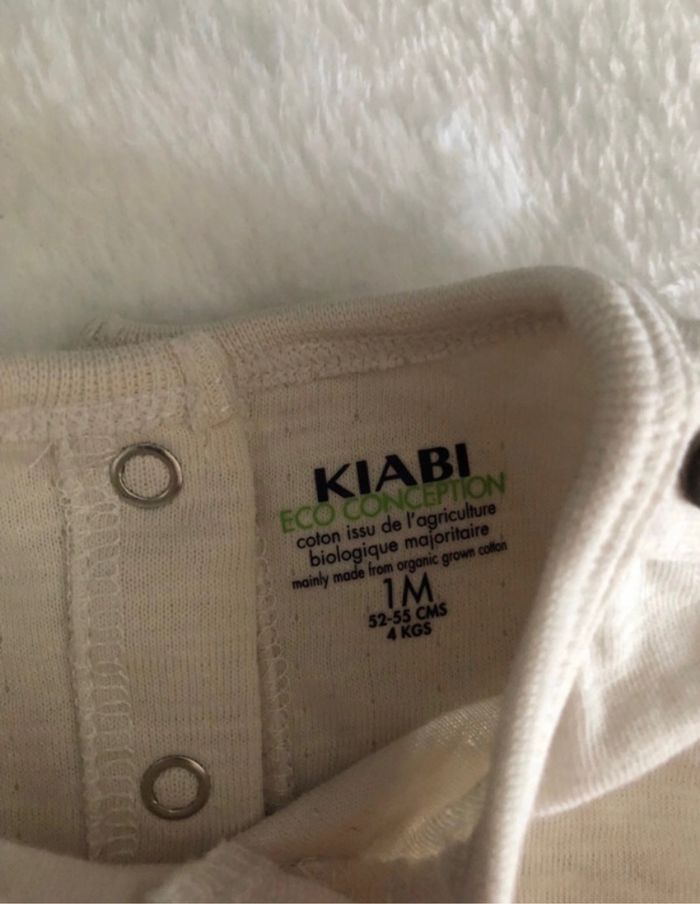 KIABI
ECO CONCEPTION
coton issu de l'agriculture
biologique majoritaire
mainly made from organic grown cotton
1M
52-55 CMS
4 KGS